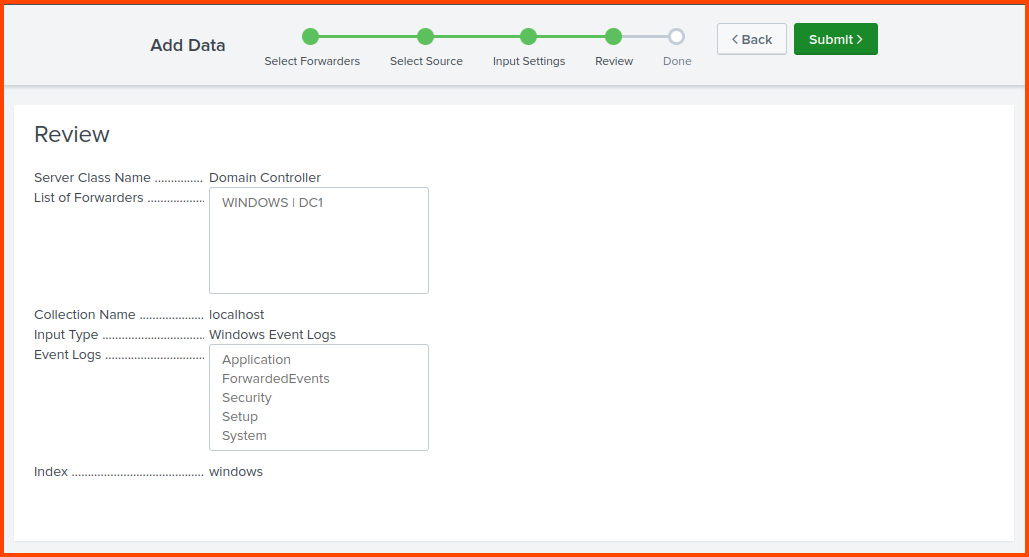 Add Data
Select Forwarders
Select Source
Input Settings
Review
Done
< Back
Submit >
Review
Server Class Name ............... Domain Controller
List of Forwarders ..................
WINDOWS | DC1
Collection Name .................... localhost
Input Type ................................ Windows Event Logs
Event Logs ...............................
Application
ForwardedEvents
Security
Setup
System
Index ......................................... windows